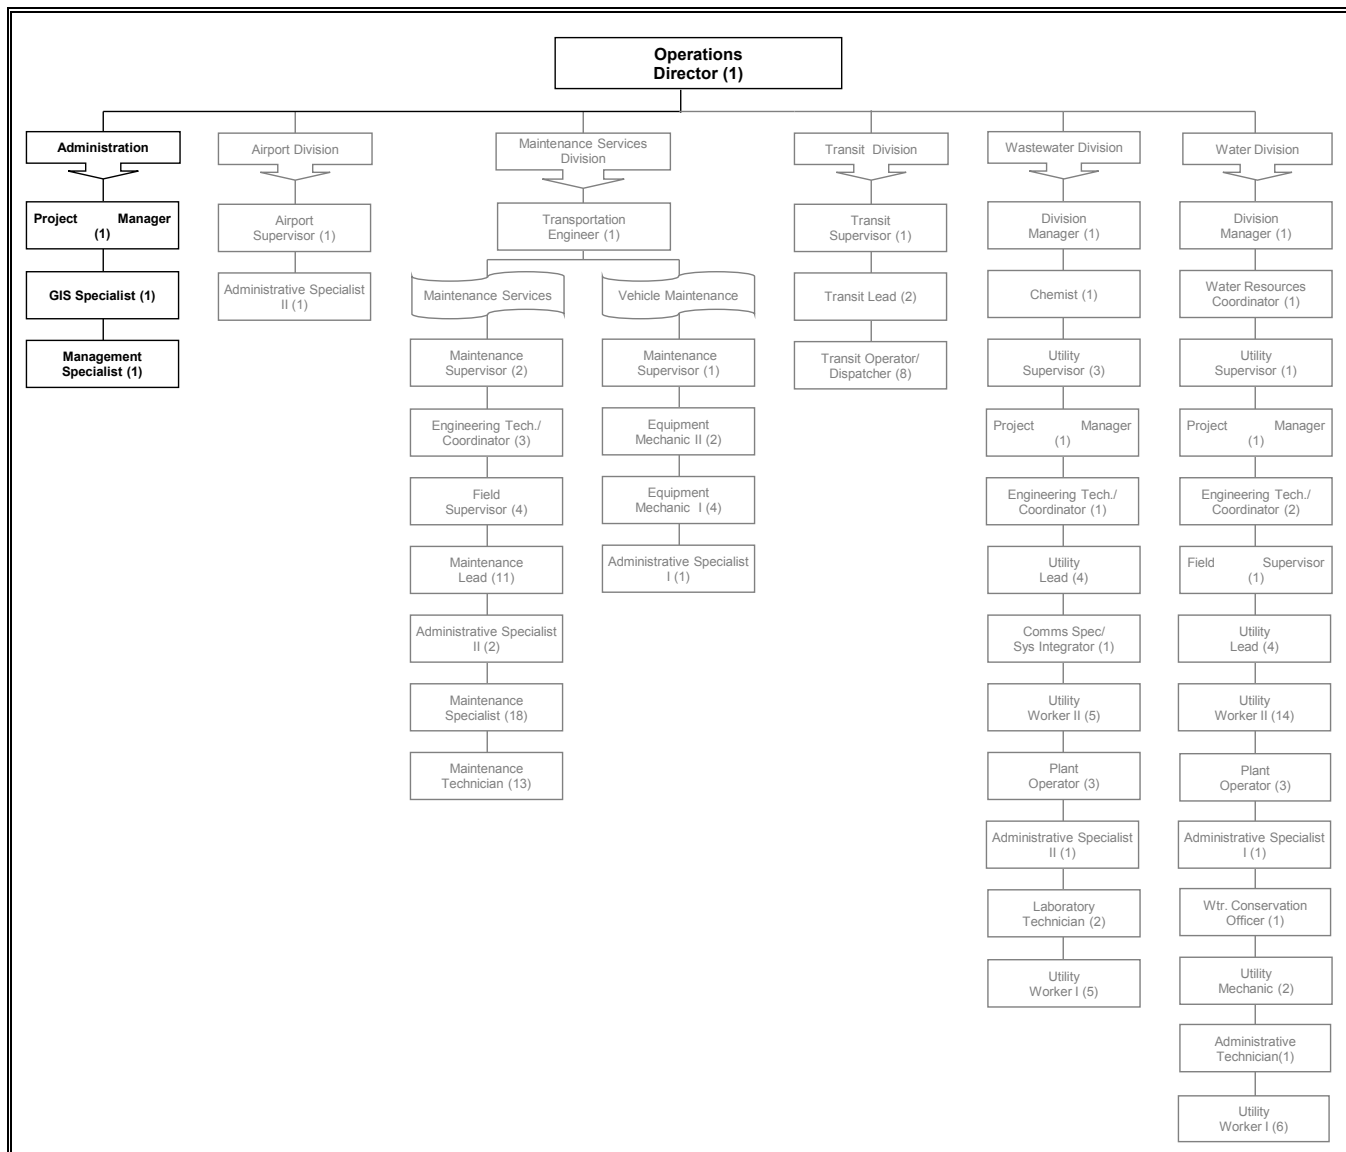 Operations
Director (1)
Administration
Project Manager
(1)
GIS Specialist (1)
Management
Specialist (1)
Airport Division
Airport
Supervisor (1)
Administrative Specialist
II (1)
Maintenance Services
Division
Transportation
Engineer (1)
Maintenance Services
Maintenance
Supervisor (2)
Engineering Tech./
Coordinator (3)
Field
Supervisor (4)
Maintenance
Lead (11)
Administrative Specialist
II (2)
Maintenance
Specialist (18)
Maintenance
Technician (13)
Vehicle Maintenance
Maintenance
Supervisor (1)
Equipment
Mechanic II (2)
Equipment
Mechanic I (4)
Administrative Specialist
I (1)
Transit Division
Transit
Supervisor (1)
Transit Lead (2)
Transit Operator/
Dispatcher (8)
Wastewater Division
Division
Manager (1)
Chemist (1)
Utility
Supervisor (3)
Project Manager
(1)
Engineering Tech./
Coordinator (1)
Utility
Lead (4)
Comms Spec/
Sys Integrator (1)
Utility
Worker II (5)
Plant
Operator (3)
Administrative Specialist
II (1)
Laboratory
Technician (2)
Utility
Worker I (5)
Water Division
Division
Manager (1)
Water Resources
Coordinator (1)
Utility
Supervisor (1)
Project Manager
(1)
Engineering Tech./
Coordinator (2)
Field Supervisor
(1)
Utility
Lead (4)
Utility
Worker II (14)
Plant
Operator (3)
Administrative Specialist
I (1)
Wtr. Conservation
Officer (1)
Utility
Mechanic (2)
Administrative
Technician(1)
Utility
Worker I (6)